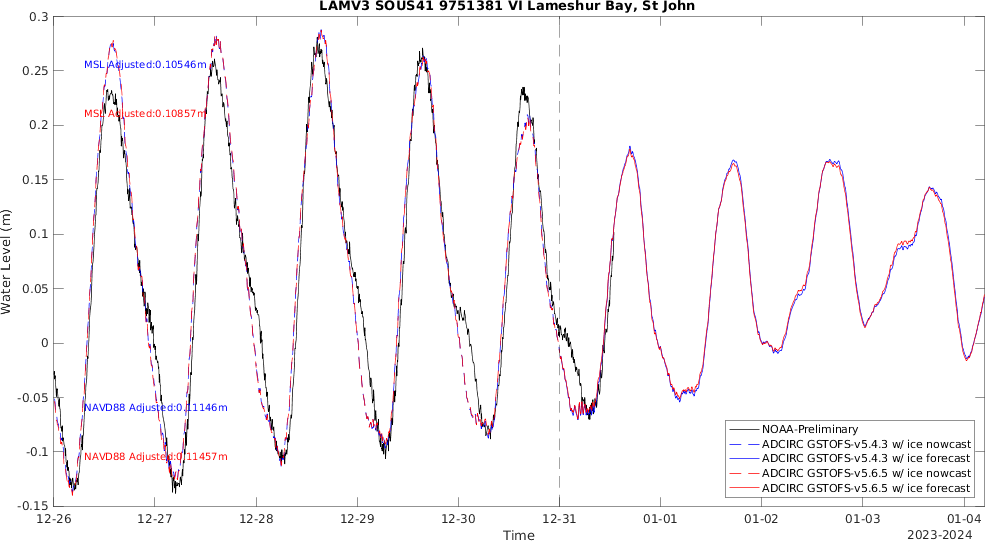 LAMV3 SOUS41 9751381 VI Lameshur Bay, St John
0.3
0.25
0.2
0.15
0.1
0.05
0
-0.05
-0.1
-0.15
Water Level (m)
MSL Adjusted:0.10546m
MSL Adjusted:0.10857m
NAVD88 Adjusted:0.11146m
NAVD88 Adjusted:0.11457m
NOAA-Preliminary
ADCIRC GSTOFS-v5.4.3 w/ ice nowcast
ADCIRC GSTOFS-v5.4.3 w/ ice forecast
ADCIRC GSTOFS-v5.6.5 w/ ice nowcast
ADCIRC GSTOFS-v5.6.5 w/ ice forecast
12-26 12-27 12-28 12-29 12-30 12-31 01-01 01-02 01-03 01-04
Time
2023-2024